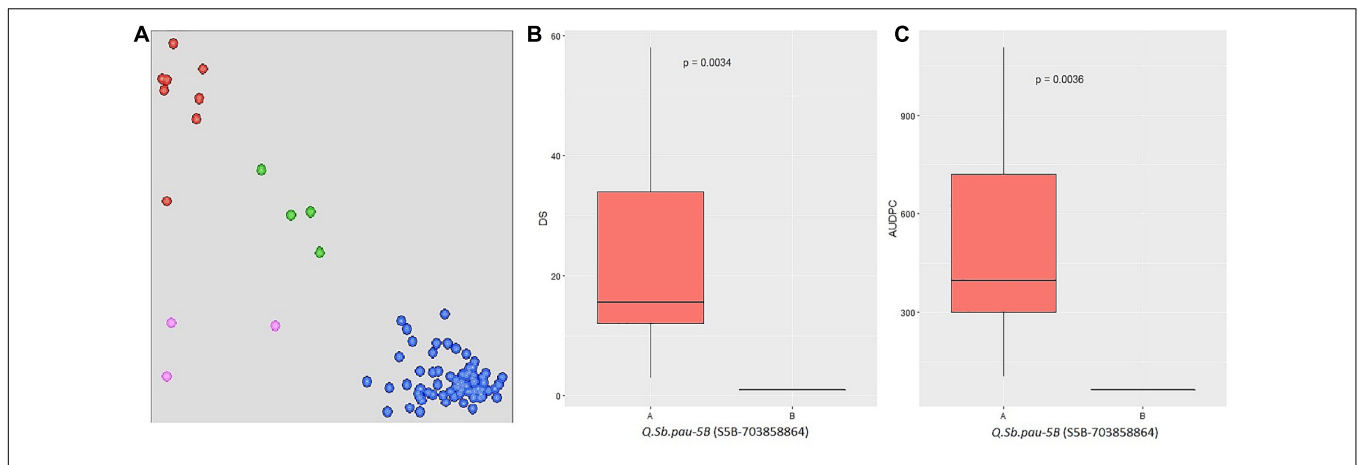 A
B
C
60
40
20
0
DS
p = 0.0034
A
B
Q.Sb.pau-5B (S5B-703858864)
900
600
300
AUDPC
p = 0.0036
A
B
Q.Sb.pau-5B (S5B-703858864)